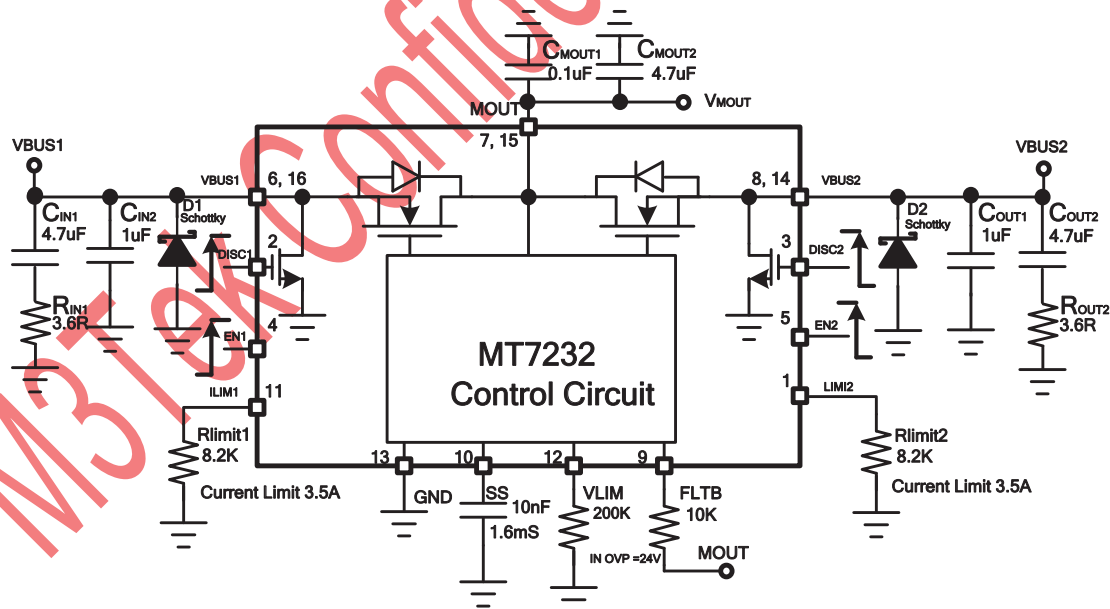 M3Tek Confid
CMOUT1
0.1uF
CMOUT2
4.7uF
VMOUT
MOUT
7, 15
VBUS1
VBUS1
6, 16
8, 14
VBUS2
VBUS2
CIN1
4.7uF
CIN2
1uF
D1
Schottky
DISC1
2
3
DISC2
D2
Schottky
COUT1
1uF
COUT2
4.7uF
RIN1
3.6R
ROUT2
3.6R
EN1
4
5
EN2
MT7232
Control Circuit
ILIM1
11
1
LIMI2
Rlimit1
8.2K
Current Limit 3.5A
Rlimit2
8.2K
Current Limit 3.5A
13
10
12
9
GND
SS
10nF
1.6mS
VLIM
200K
IN OVP =24V
FLTB
10K
MOUT